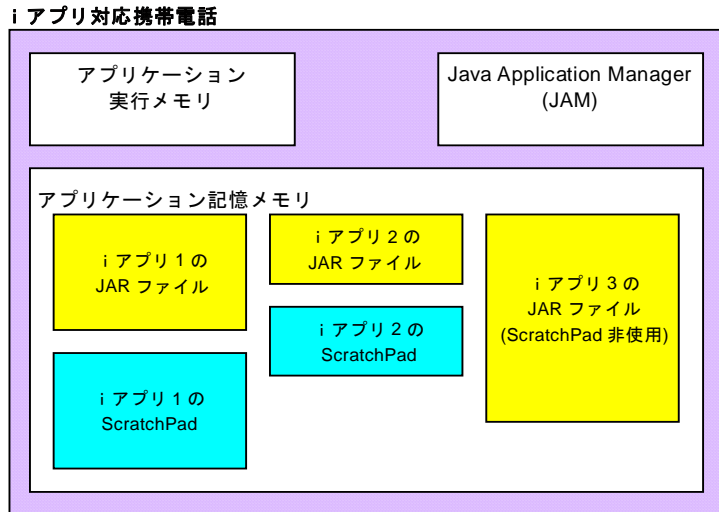 ｉアプリ対応携帯電話
アプリケーション
実行メモリ
Java Application Manager
(JAM)
アプリケーション記憶メモリ
ｉアプリ１の
JAR ファイル
ｉアプリ２の
JAR ファイル
ｉアプリ３の
JAR ファイル
(ScratchPad 非使用)
ｉアプリ２の
ScratchPad
ｉアプリ１の
ScratchPad